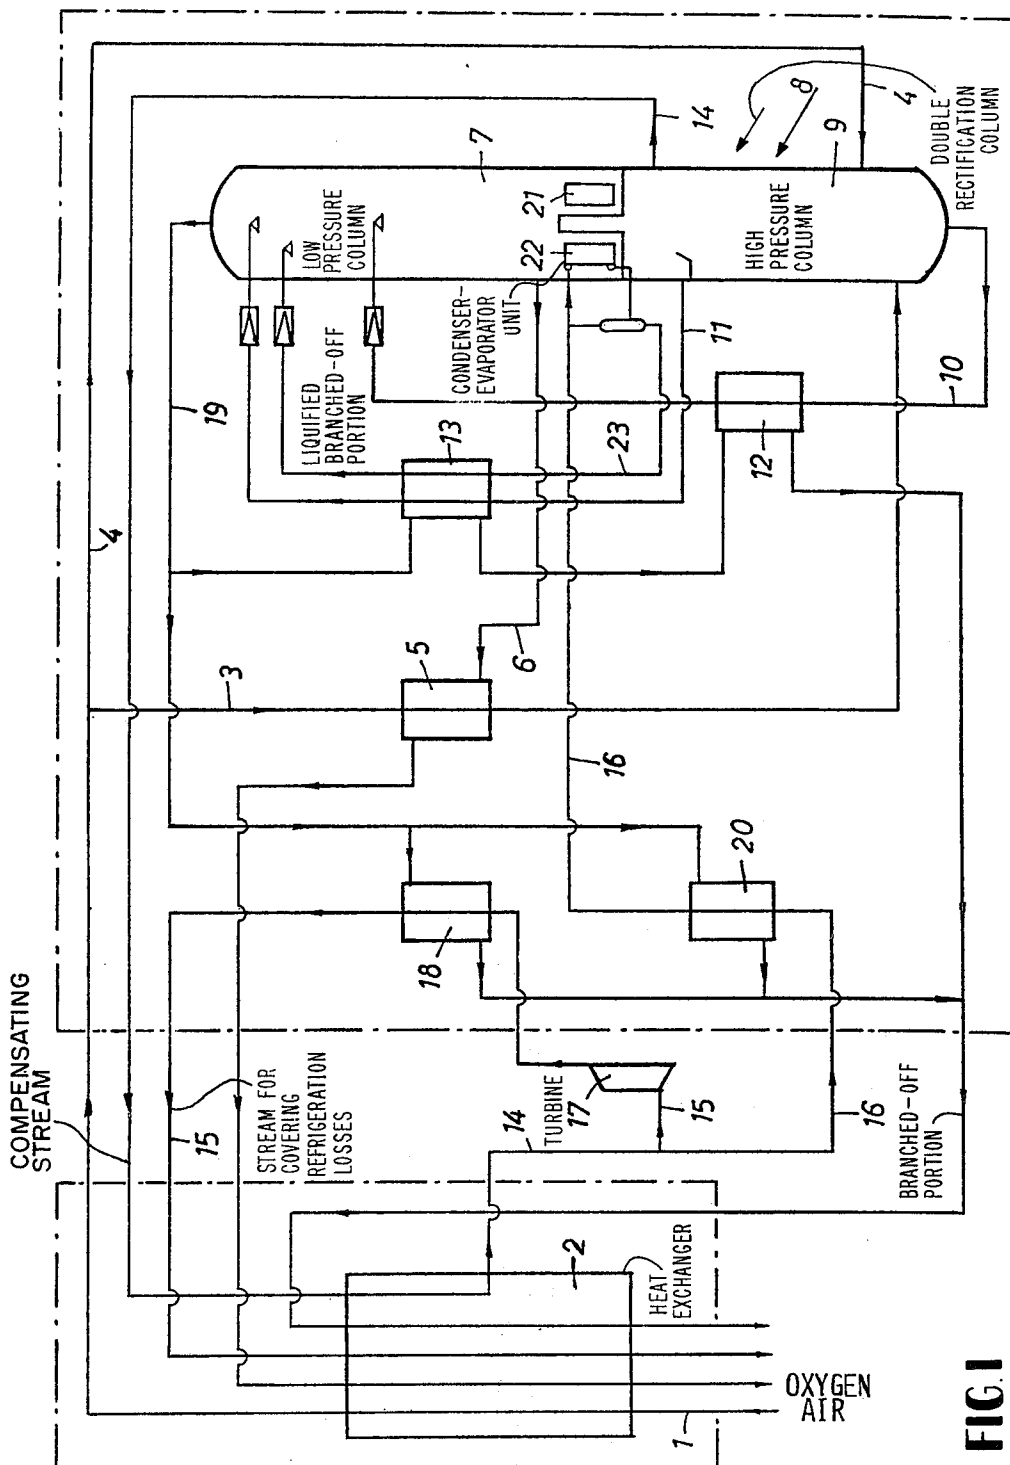 COMPENSATING
STREAM
15
STREAM FOR
COVERING
REFRIGERATION
LOSSES
4
3
19
LIQUIFIED
BRANCHED-OFF
PORTION
LOW
PRESSURE
COLUMN
7
14
CONDENSER-
EVAPORATOR
UNIT
22
21
8
4
DOUBLE
RECTIFICATION
COLUMN
9
HIGH
PRESSURE
COLUMN
11
10
12
13
23
5
6
16
18
20
TURBINE
17
14
15
16
BRANCHED-OFF
PORTION
2
HEAT
EXCHANGER
OXYGEN
AIR
1
FIG.1